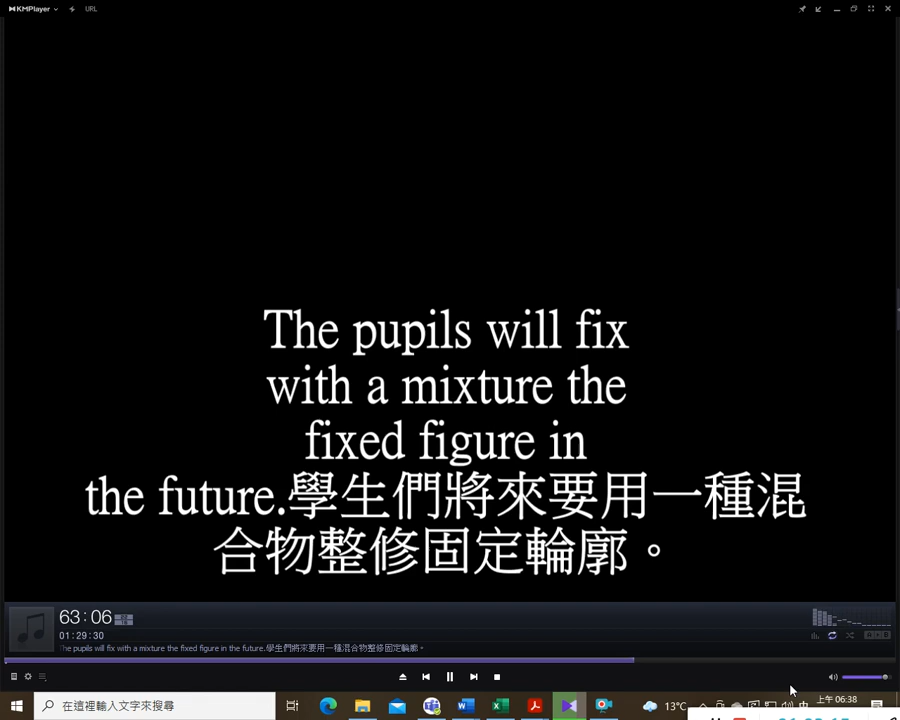 KMPlayer URL
The pupils will fix
with a mixture the
fixed figure in
the future.學生們將來要用一種混
合物整修固定輪廓。
63:06
01:29:30
The pupils will fix with a mixture the fixed figure in the future.學生們將來要用一種混合物整修固定輪廓。
在這裡輸入文字來搜尋
13°C
中
上午 06:38